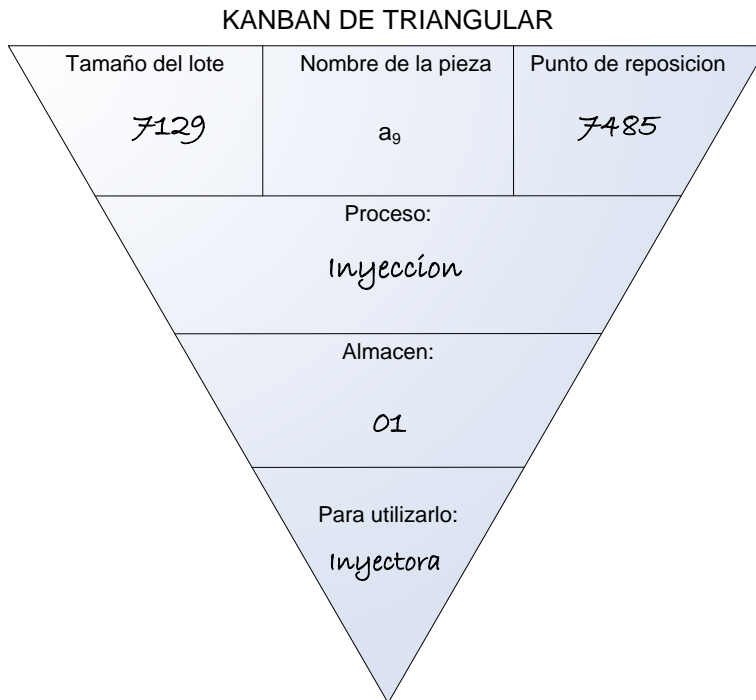 KANBAN DE TRIANGULAR
Tamaño del lote
7129
Nombre de la pieza
a₉
Punto de reposicion
7485
Proceso:
Inyeccion
Almacen:
01
Para utilizarlo:
Inyectora